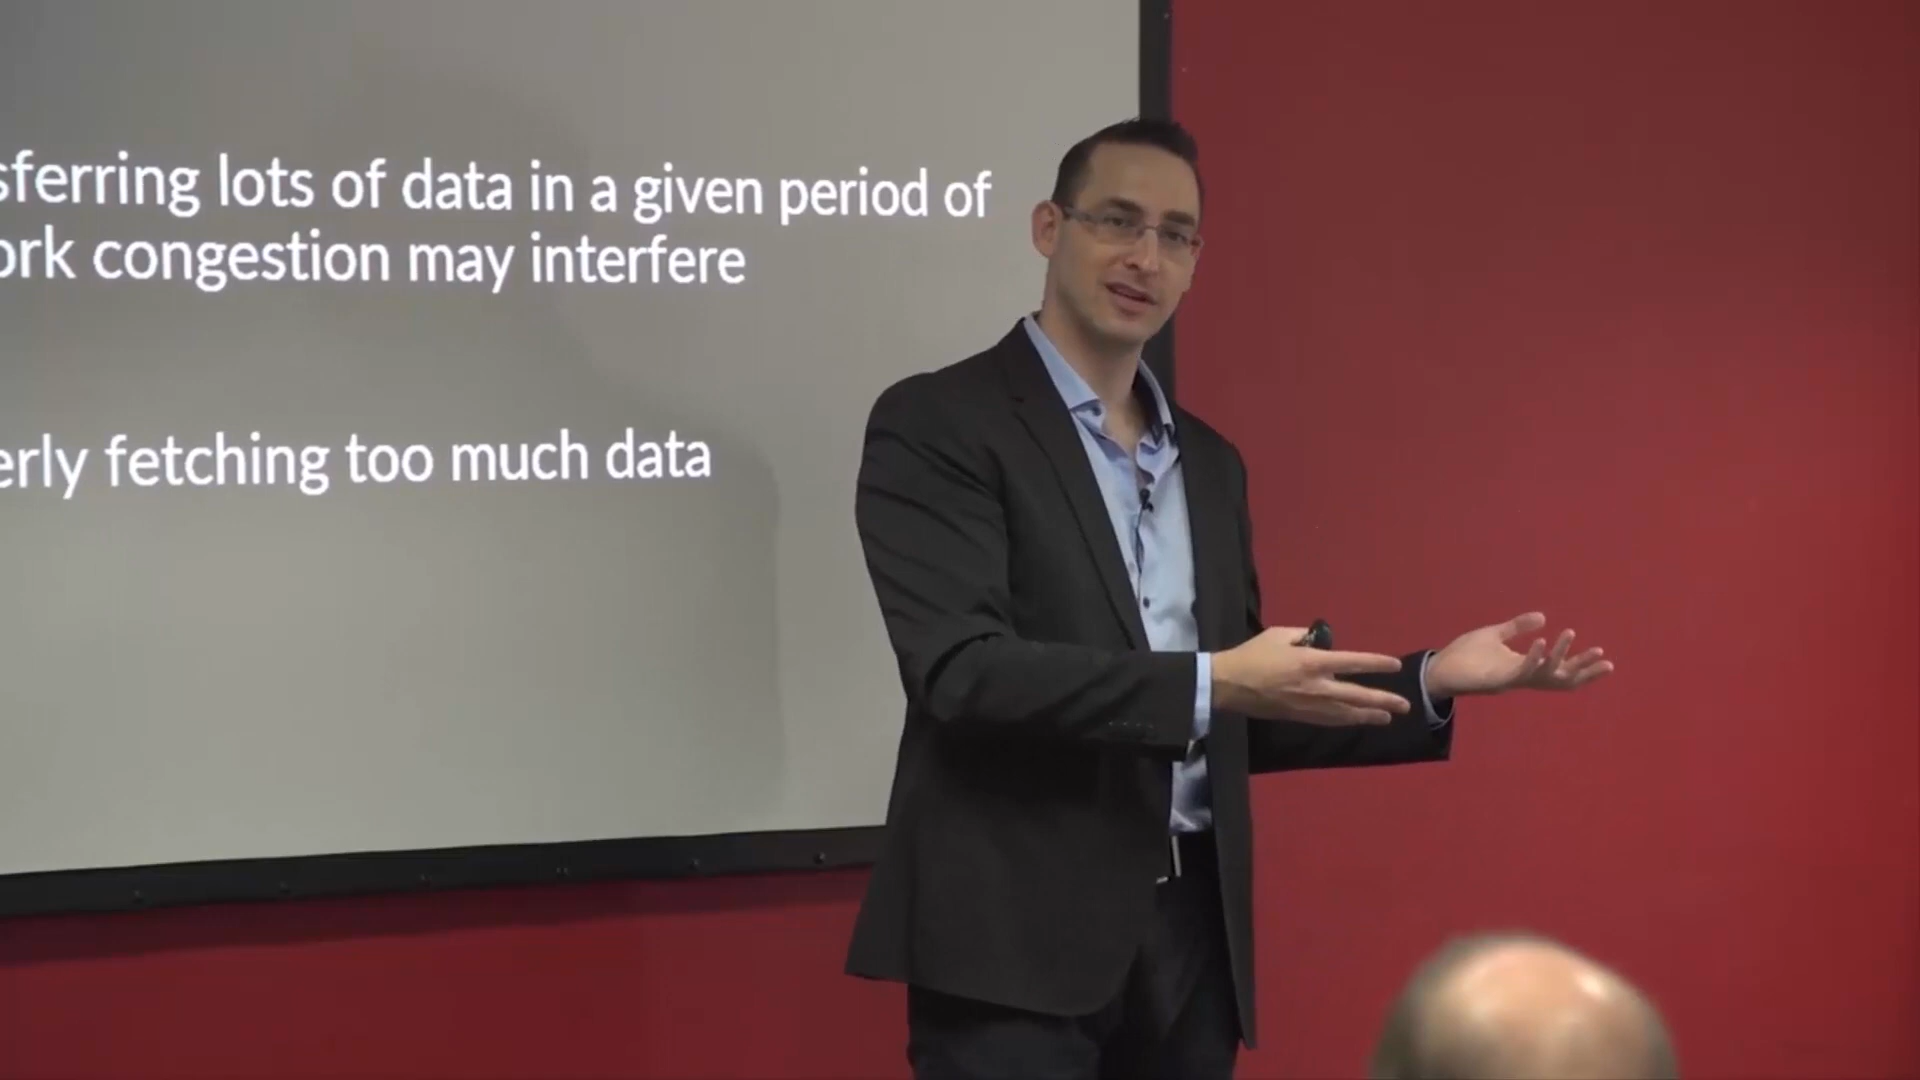 sferring lots of data in a given period of
ork congestion may interfere
erly fetching too much data